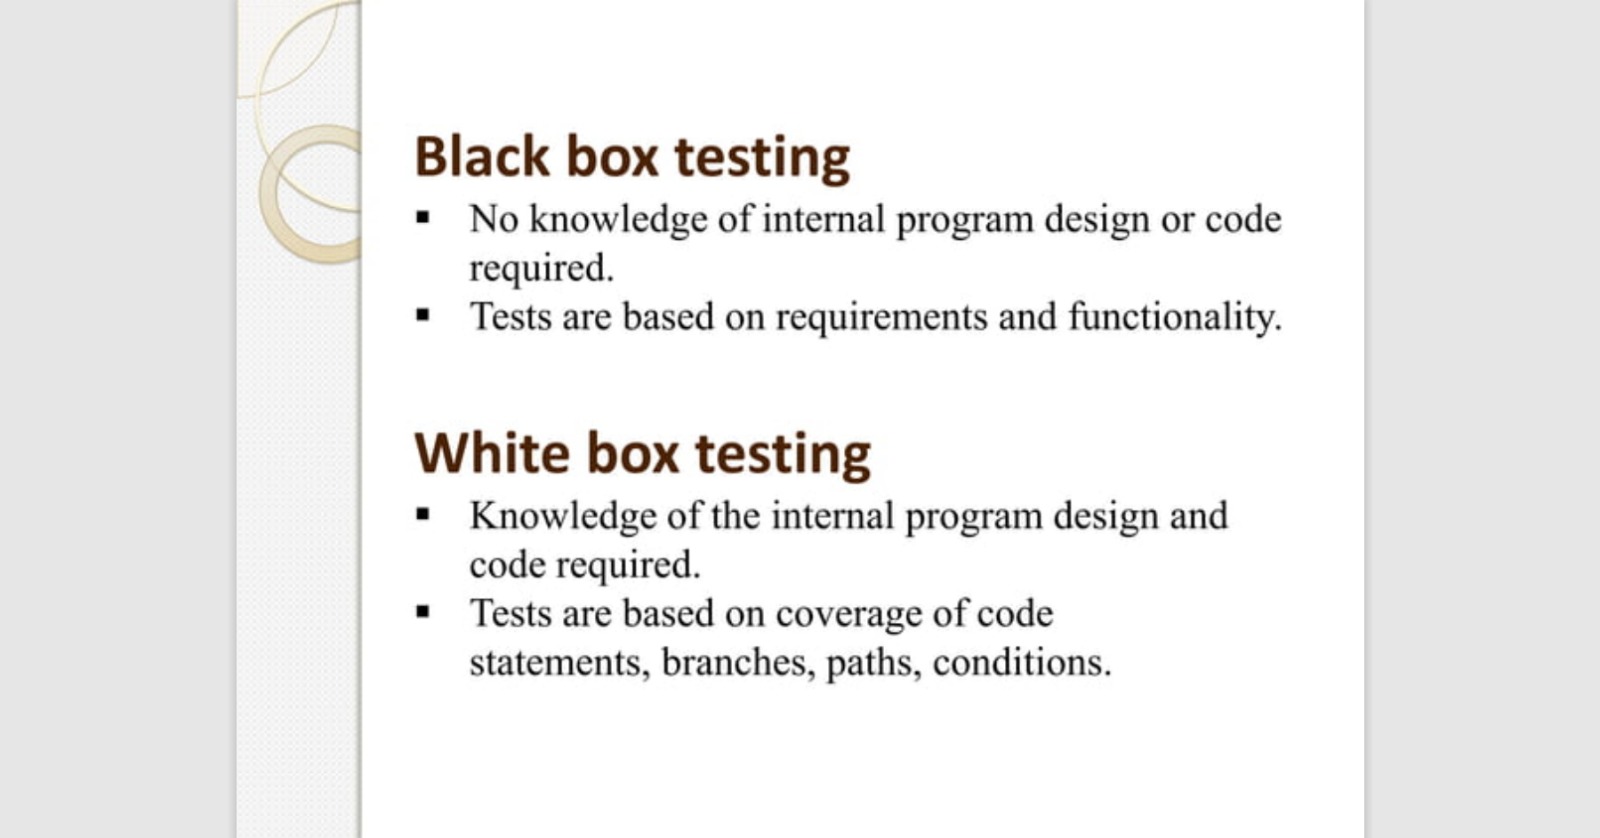 Black box testing
▪ No knowledge of internal program design or code
required.
▪ Tests are based on requirements and functionality.
White box testing
▪ Knowledge of the internal program design and
code required.
▪ Tests are based on coverage of code
statements, branches, paths, conditions.